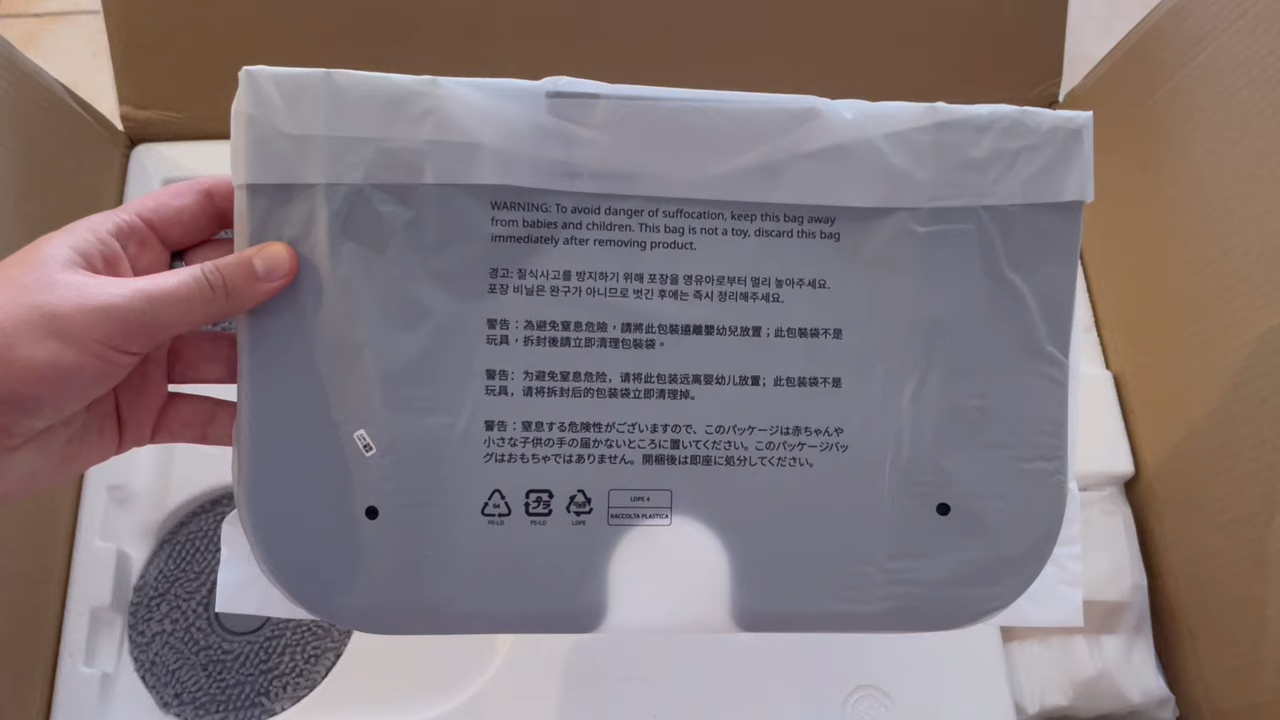 WARNING: To avoid danger of suffocation, keep this bag away
from babies and children. This bag is not a toy, discard this bag
immediately after removing product.
경고: 질식사고를 방지하기 위해 포장을 영유아로부터 멀리 놓아주세요.
포장 비닐은 완구가 아니므로 벗긴 후에는 즉시 정리해주세요.
警告：為避免窒息危險，請將此包裝遠離嬰幼兒放置；此包裝袋不是
玩具，拆封後請立即清理包裝袋。
警告：为避免窒息危险，请将此包装远离婴幼儿放置；此包装袋不是
玩具，请将拆封后的包装袋立即清理掉。
警告：窒息する危険性がございますので、このパッケージは赤ちゃんや
小さな子供の手の届かないところに置いてください。このパッケージバッ
グはおもちゃではありません。開梱後は即座に処分してください。
04 プラ
PE-LD PE-LD LDPE
LDPE 4
RACCOLTA PLASTICA